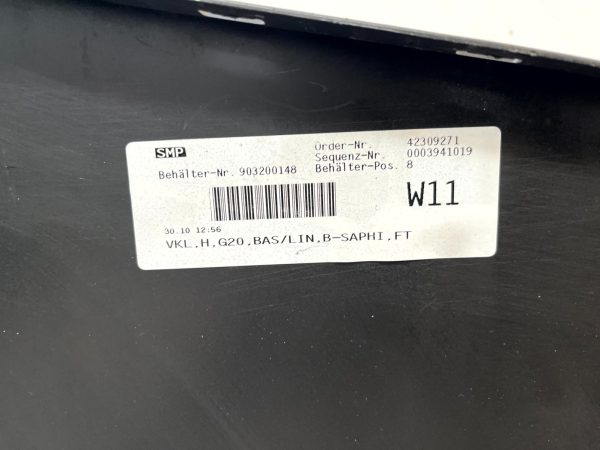 SMP
Order-Nr. 42309271
Sequenz-Nr. 0003941019
Behälter-Nr. 903200148 Behälter-Pos. 8
W11
30.10 12:56
VKL,H,G20,BAS/LIN,B-SAPHI,FT